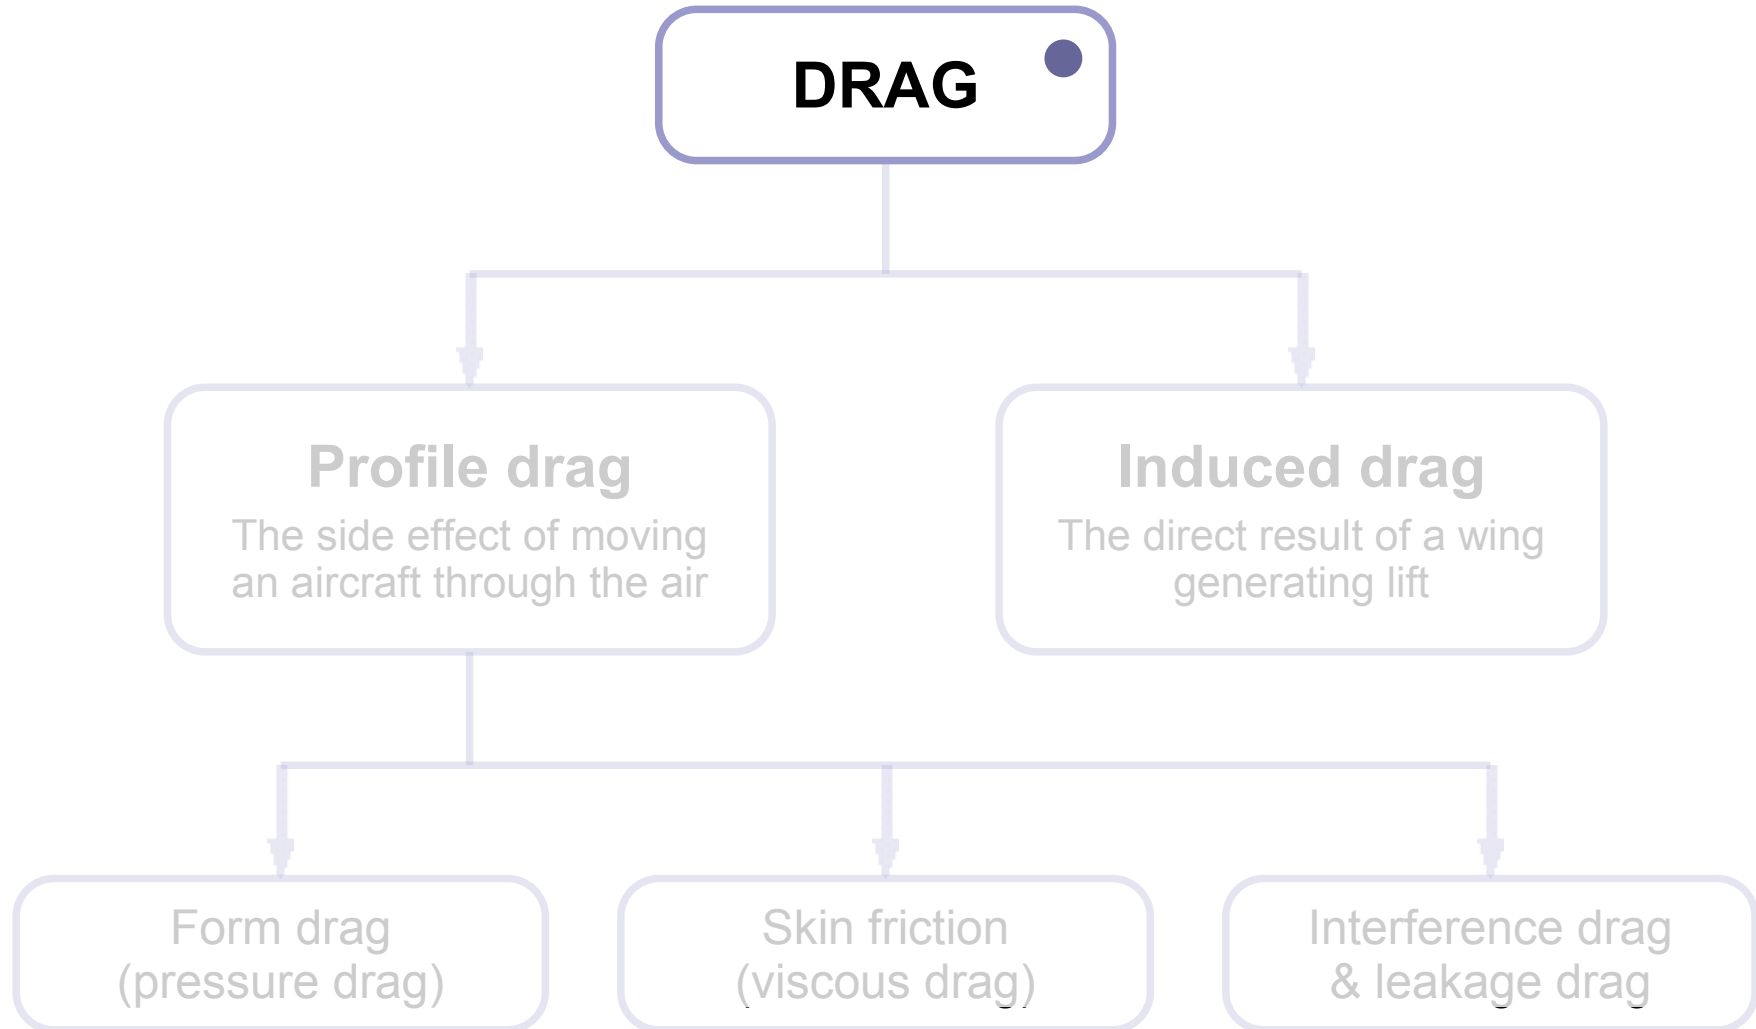 DRAG
Profile drag
The side effect of moving
an aircraft through the air
Induced drag
The direct result of a wing
generating lift
Form drag
(pressure drag)
Skin friction
(viscous drag)
Interference drag
& leakage drag